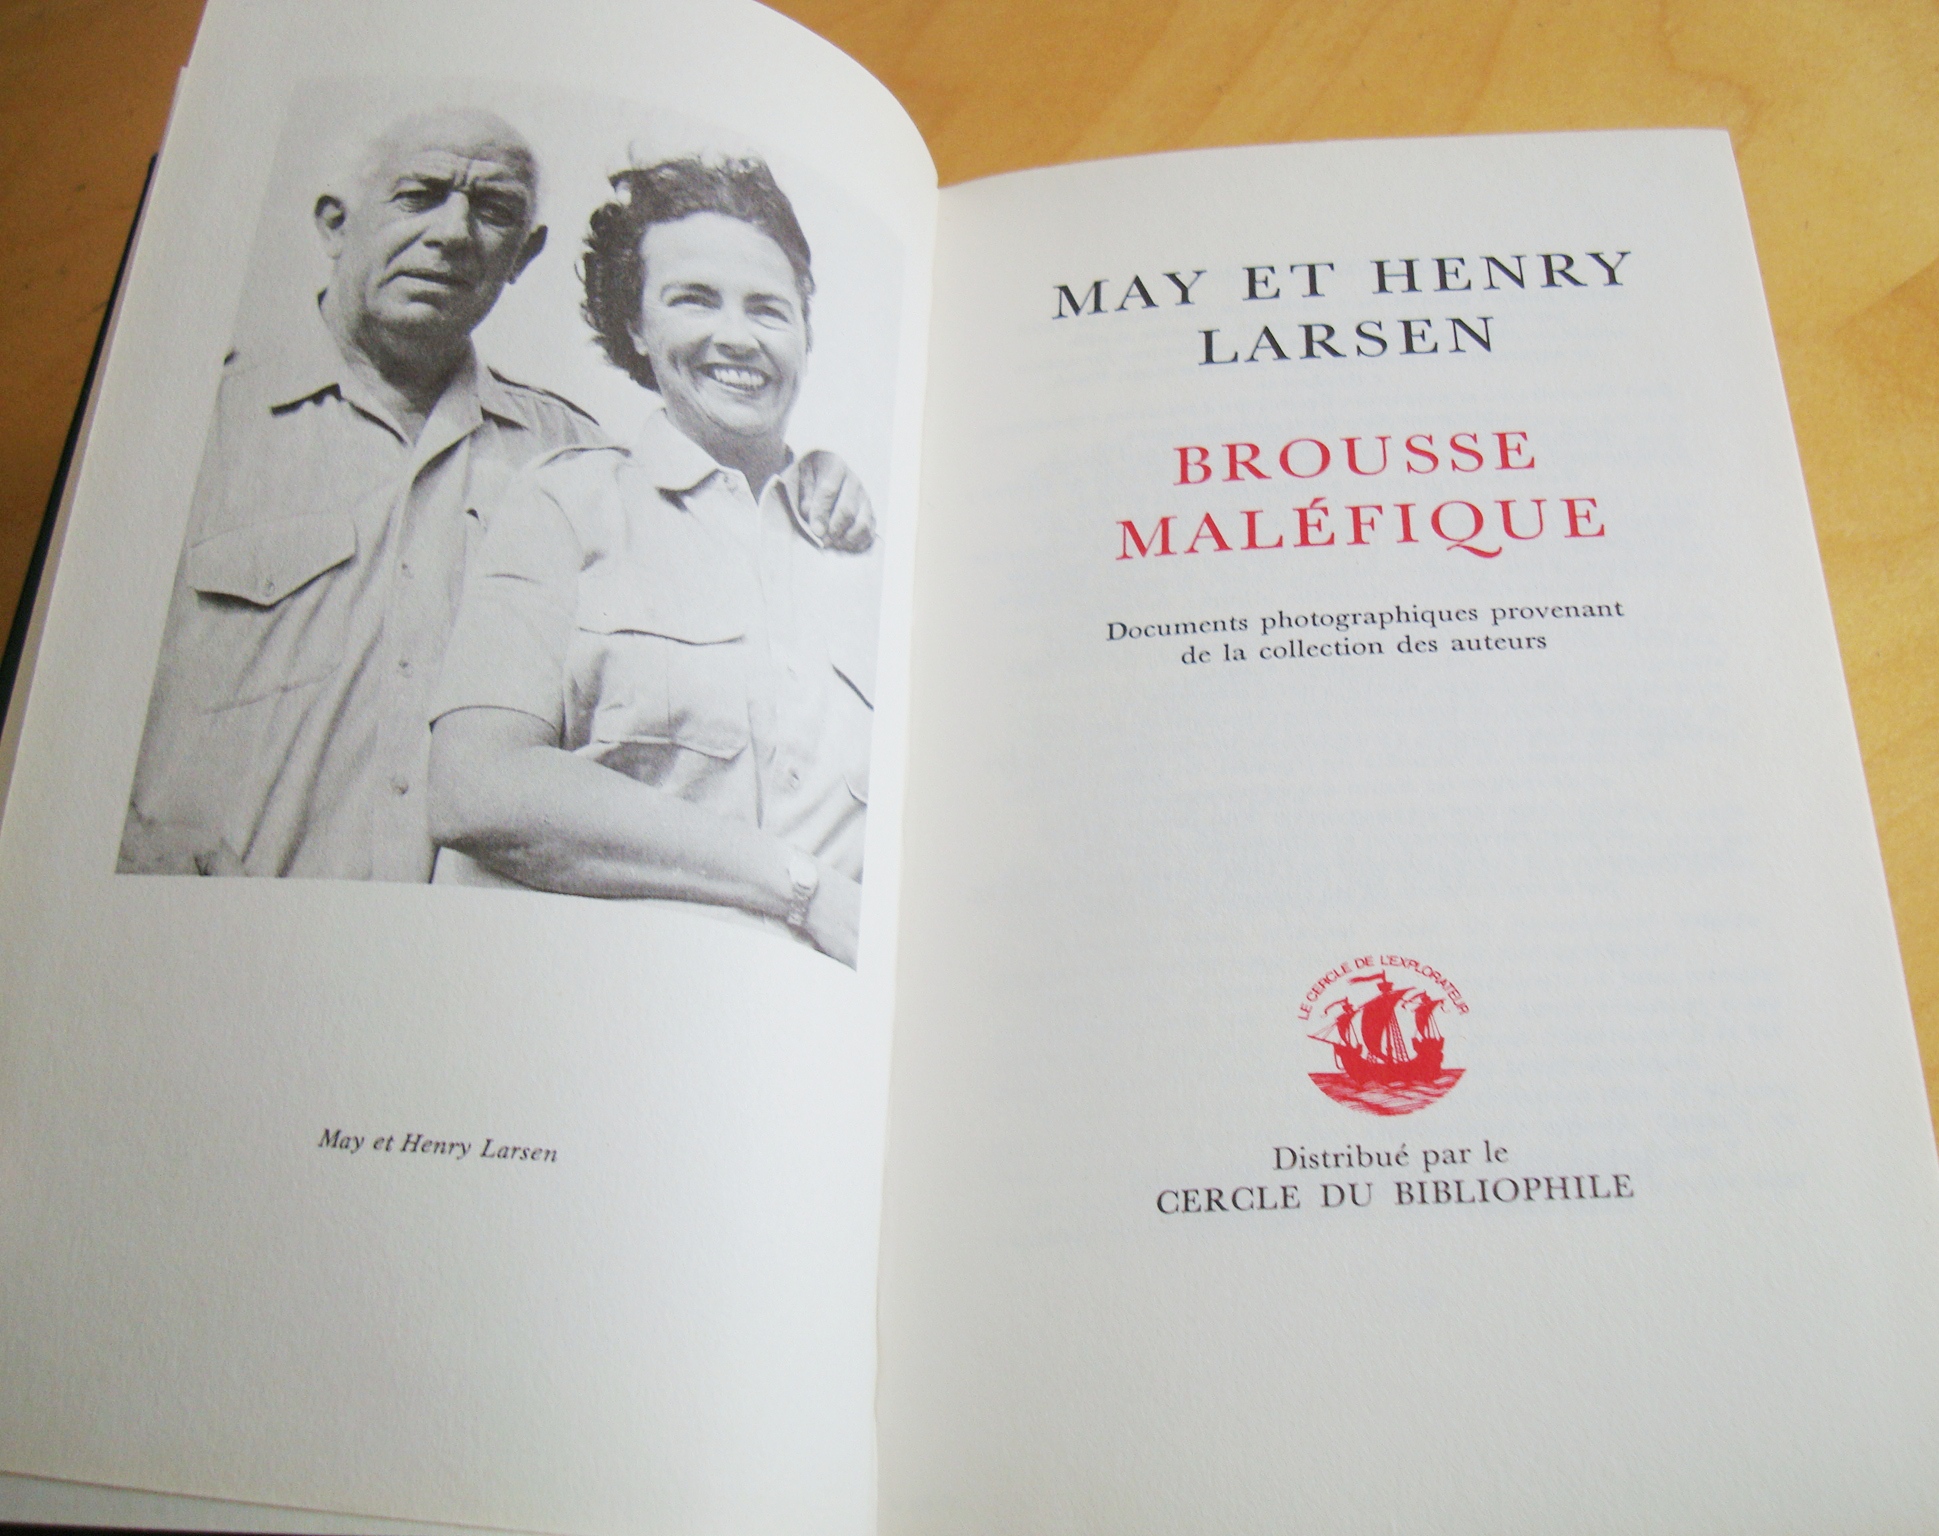 May et Henry Larsen
MAY ET HENRY
LARSEN
BROUSSE
MALÉFIQUE
Documents photographiques provenant
de la collection des auteurs
LE CERCLE DE L'EXPLORATEUR
Distribué par le
CERCLE DU BIBLIOPHILE